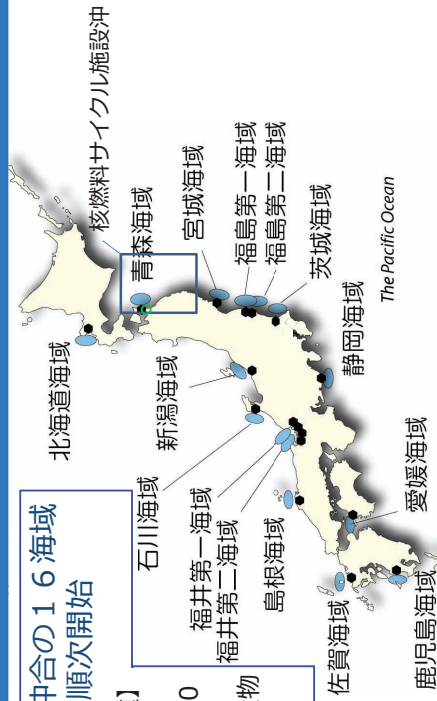 沖合の１６海域
順次開始
】
0
物
北海道海域
核燃料サイクル施設沖
青森海域
石川海域
新潟海域
宮城海域
福井第一海域
福井第二海域
福島第一海域
福島第二海域
島根海域
茨城海域
佐賀海域
静岡海域
The Pacific Ocean
鹿児島海域
愛媛海域